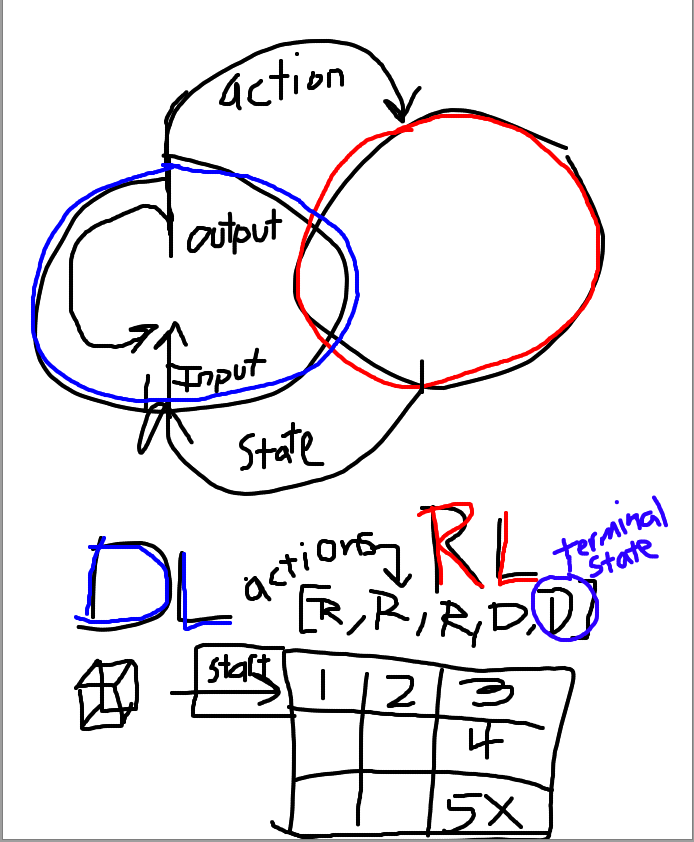 action
output
Input
state
DL
RL
terminal
state
actions
[R, R, R, D, D]
start
1 2 3
4
5X